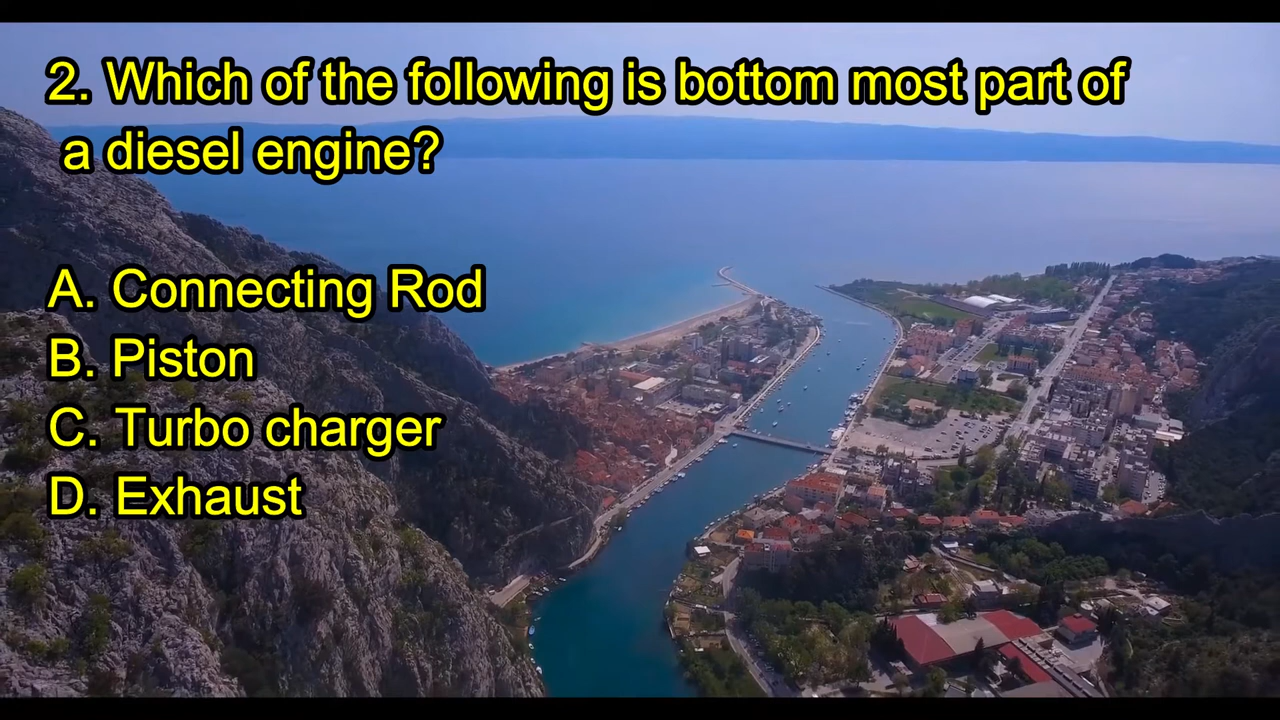 2. Which of the following is bottom most part of
a diesel engine?
A. Connecting Rod
B. Piston
C. Turbo charger
D. Exhaust